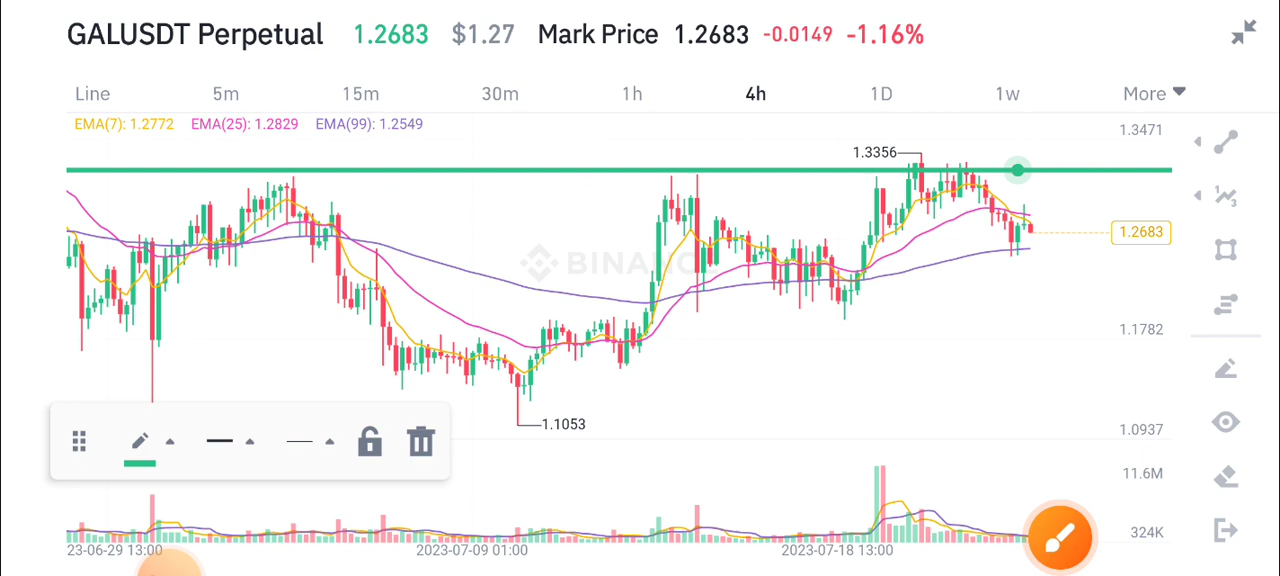 GALUSDT Perpetual 1.2683 $1.27 Mark Price 1.2683 -0.0149 -1.16%
Line 5m 15m 30m 1h 4h 1D 1w More
EMA(7): 1.2772 EMA(25): 1.2829 EMA(99): 1.2549
1.3471
1.3356
1.2683
BINANCE
1.1782
1.1053
1.0937
11.6M
324K
23-06-29 13:00 2023-07-09 01:00 2023-07-18 13:00